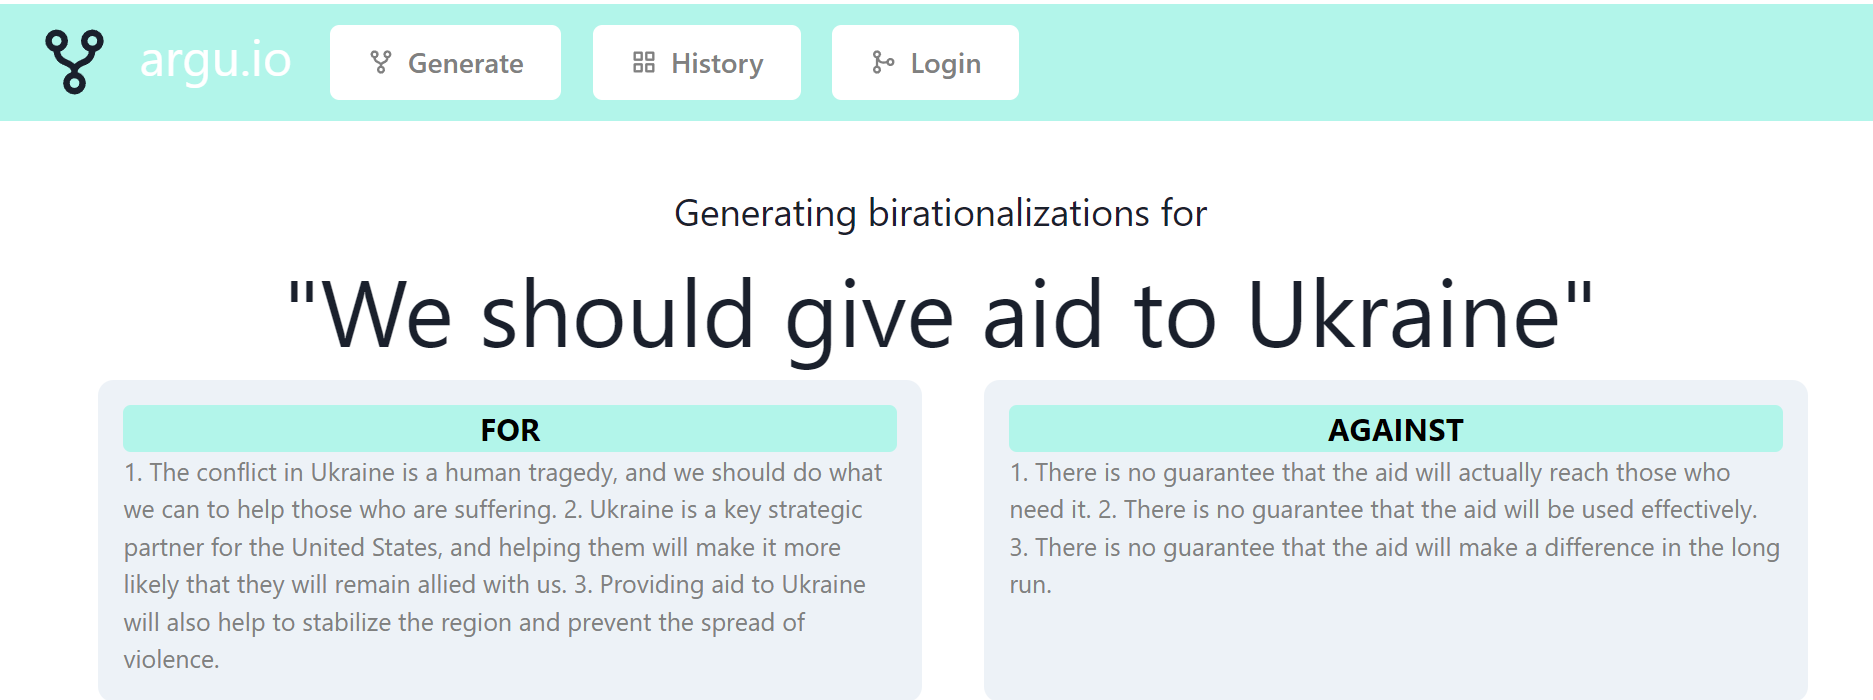 argu.io
Generate
History
Login
Generating birationalizations for
"We should give aid to Ukraine"
FOR
1. The conflict in Ukraine is a human tragedy, and we should do what
we can to help those who are suffering. 2. Ukraine is a key strategic
partner for the United States, and helping them will make it more
likely that they will remain allied with us. 3. Providing aid to Ukraine
will also help to stabilize the region and prevent the spread of
violence.
AGAINST
1. There is no guarantee that the aid will actually reach those who
need it. 2. There is no guarantee that the aid will be used effectively.
3. There is no guarantee that the aid will make a difference in the long
run.